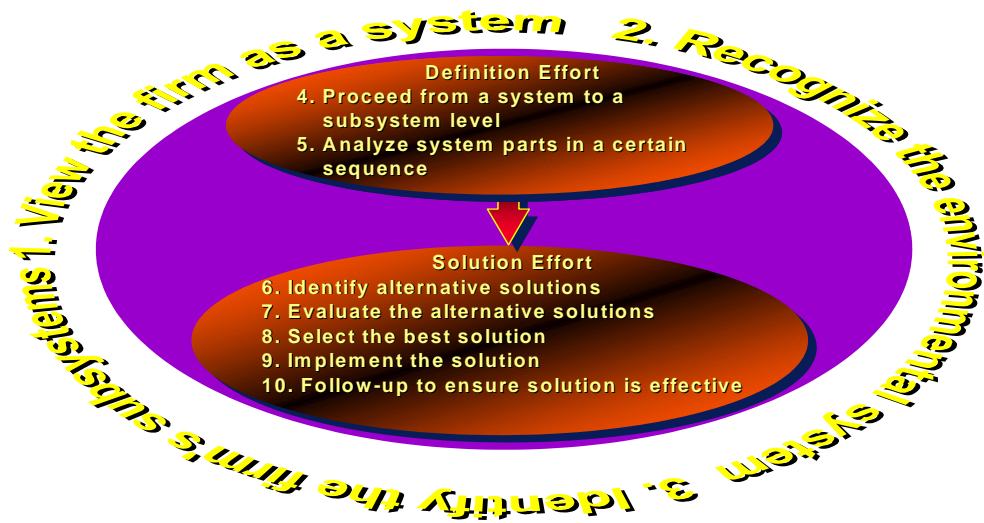 1. View the firm as a system
2. Recognize the environmental system
3. Identify the firm's subsystems
Definition Effort
4. Proceed from a system to a
subsystem level
5. Analyze system parts in a certain
sequence
Solution Effort
6. Identify alternative solutions
7. Evaluate the alternative solutions
8. Select the best solution
9. Implement the solution
10. Follow-up to ensure solution is effective